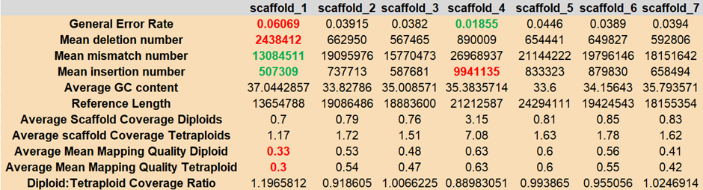 scaffold_1 scaffold_2 scaffold_3 scaffold_4 scaffold_5 scaffold_6 scaffold_7
General Error Rate 0.06069 0.03915 0.0382 0.01855 0.0446 0.0389 0.0394
Mean deletion number 2438412 662950 567465 890009 654441 649827 592806
Mean mismatch number 13084511 19095976 15770473 26968937 21144222 19796146 18151642
Mean insertion number 507309 737713 587681 9941135 833323 879830 658494
Average GC content 37.0442857 33.82786 35.008571 35.3835714 33.6 34.15643 35.793571
Reference Length 13654788 19086486 18883600 21212587 24294111 19424543 18155354
Average Scaffold Coverage Diploids 0.7 0.79 0.76 3.15 0.81 0.85 0.83
Average scaffold Coverage Tetraploids 1.17 1.72 1.51 7.08 1.63 1.78 1.62
Average Mean Mapping Quality Diploid 0.33 0.53 0.48 0.63 0.6 0.56 0.41
Average Mean Mapping Quality Tetraploid 0.3 0.54 0.47 0.63 0.6 0.55 0.42
Diploid:Tetraploid Coverage Ratio 1.1965812 0.918605 1.0066225 0.88983051 0.993865 0.955056 1.0246914